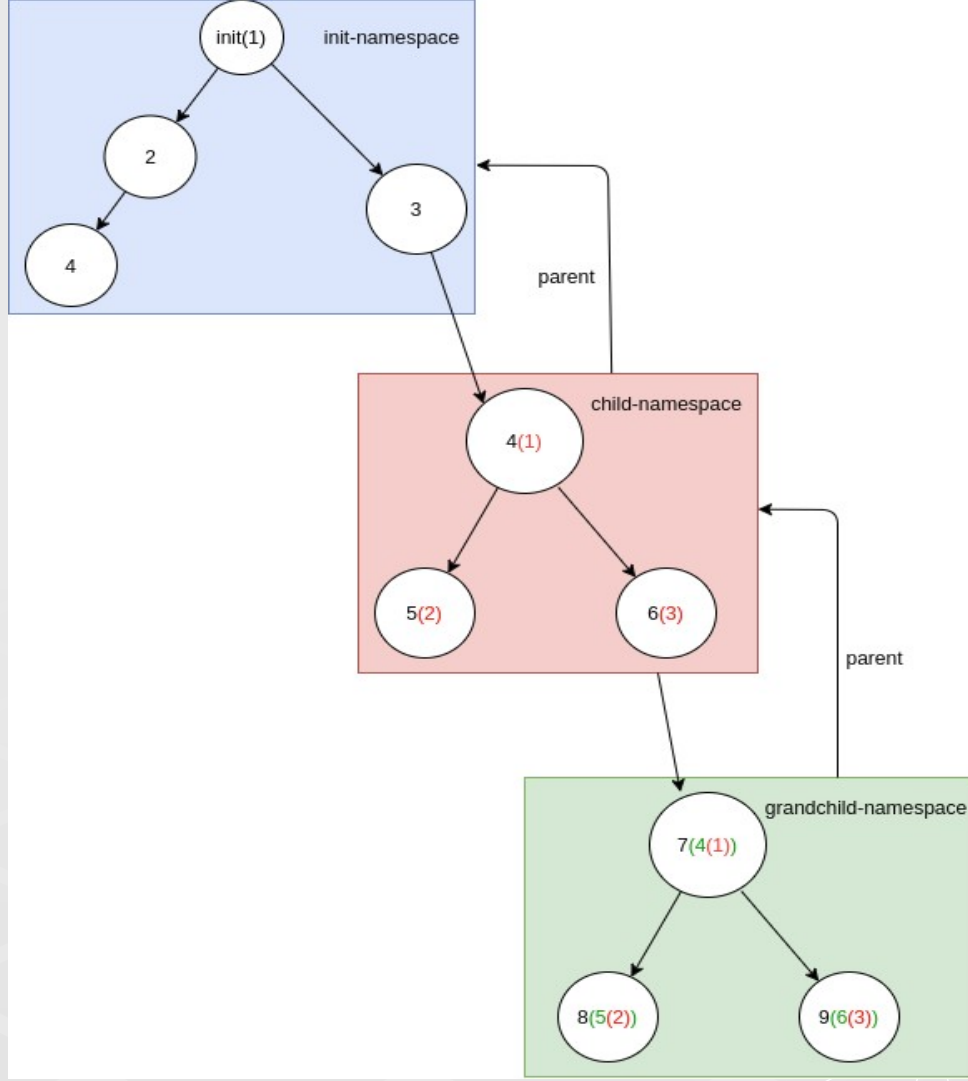 init(1)
init-namespace
2
3
4
parent
child-namespace
4(1)
5(2)
6(3)
parent
grandchild-namespace
7(4(1))
8(5(2))
9(6(3))